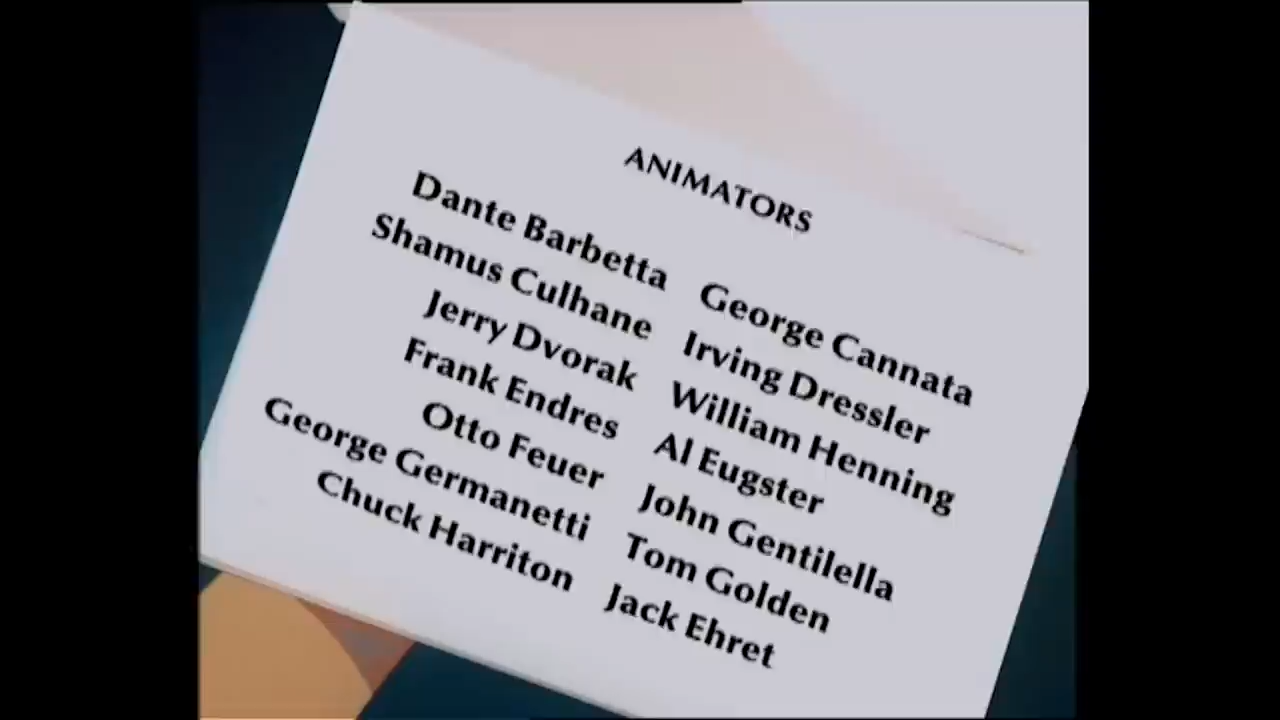 ANIMATORS
Dante Barbetta George Cannata
Shamus Culhane Irving Dressler
Jerry Dvorak William Henning
Frank Endres Al Eugster
Otto Feuer John Gentilella
George Germanetti Tom Golden
Chuck Harriton Jack Ehret